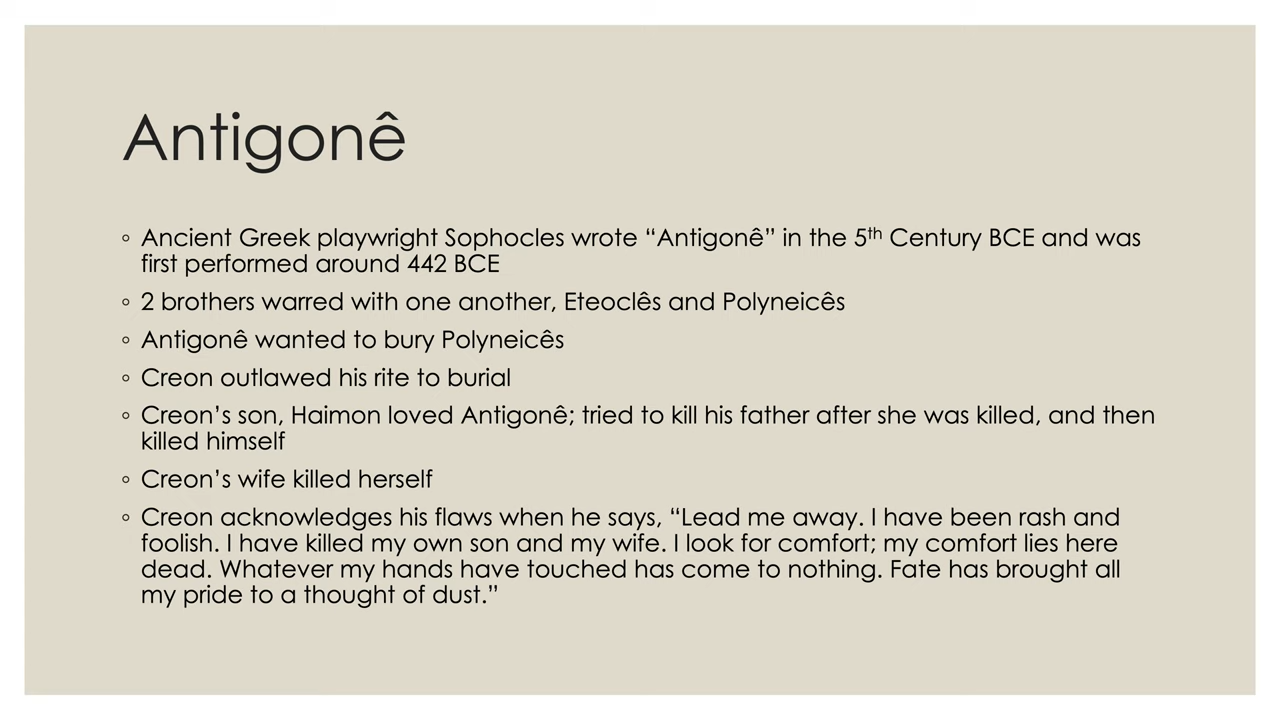 Antigonê
◦ Ancient Greek playwright Sophocles wrote “Antigonê” in the 5th Century BCE and was
first performed around 442 BCE
◦ 2 brothers warred with one another, Eteoclês and Polyneicês
◦ Antigonê wanted to bury Polyneicês
◦ Creon outlawed his rite to burial
◦ Creon’s son, Haimon loved Antigonê; tried to kill his father after she was killed, and then
killed himself
◦ Creon’s wife killed herself
◦ Creon acknowledges his flaws when he says, “Lead me away. I have been rash and
foolish. I have killed my own son and my wife. I look for comfort; my comfort lies here
dead. Whatever my hands have touched has come to nothing. Fate has brought all
my pride to a thought of dust.”